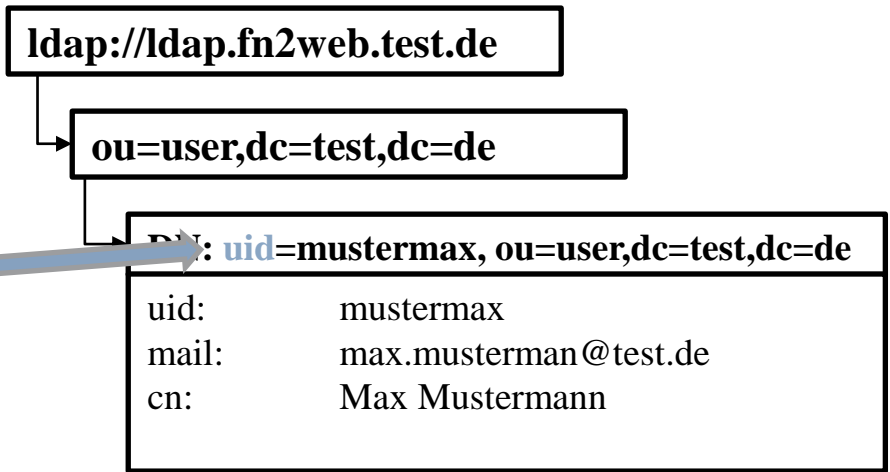 ldap://ldap.fn2web.test.de
ou=user,dc=test,dc=de
: uid=mustermax, ou=user,dc=test,dc=de
uid: mustermax
mail: max.musterman@test.de
cn: Max Mustermann